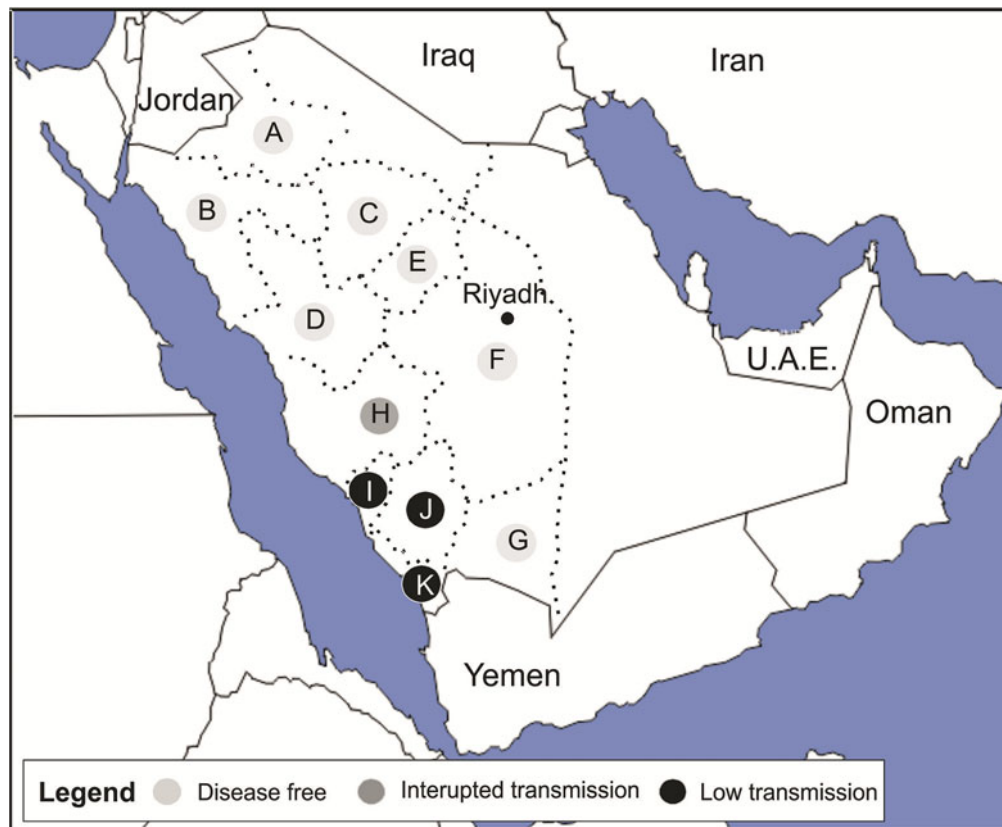 Iraq
Iran
Jordan
A
B
C
E
Riyadh
D
F
U.A.E.
H
Oman
I
J
G
K
Yemen
Legend Disease free Interupted transmission Low transmission